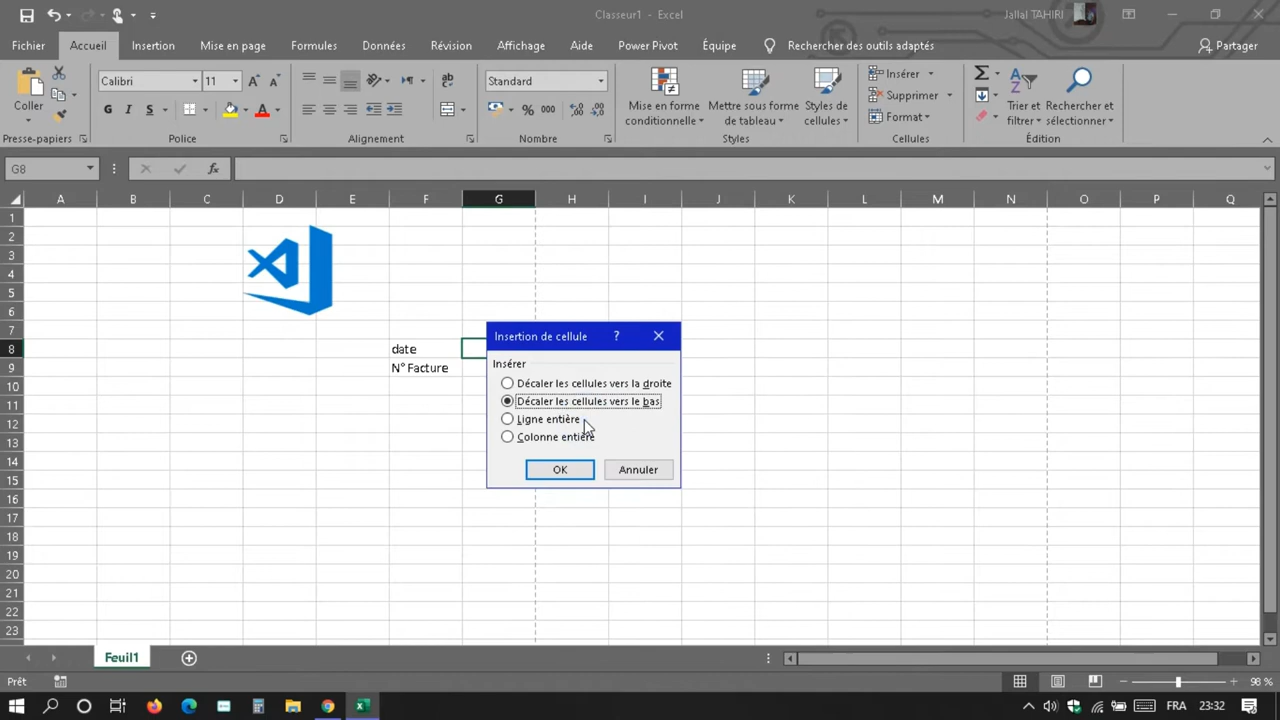 Classeur1 - Excel
Jallal TAHIRI
Fichier Accueil Insertion Mise en page Formules Données Révision Affichage Aide Power Pivot Équipe Rechercher des outils adaptés Partager
Coller
Calibri 11
Standard
Mise en forme conditionnelle
Mettre sous forme de tableau
Styles de cellules
Insérer
Supprimer
Format
Trier et filtrer
Rechercher et sélectionner
G I S
A
ab
% 000
Presse-papiers Police Alignement Nombre Styles Cellules Édition
G8 fx
A B C D E F G H I J K L M N O P Q
1
2
3
4
5
6
7
8 date
9 N° Facture
10
11
12
13
14
15
16
17
18
19
20
21
22
23
Insertion de cellule ?
Insérer
Décaler les cellules vers la droite
Décaler les cellules vers le bas
Ligne entière
Colonne entière
OK Annuler
Feuil1
Prêt 98 %
FRA 23:32